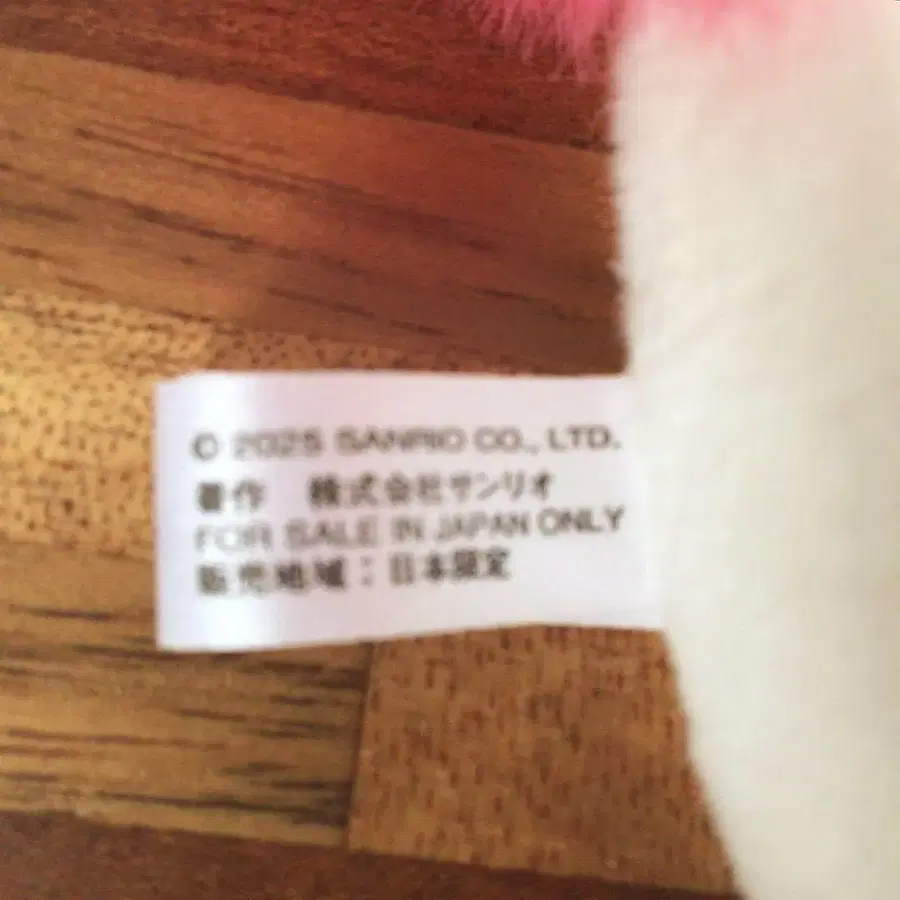 © 2025 SANRIO CO., LTD.
著作 株式会社サンリオ
FOR SALE IN JAPAN ONLY
販売地域：日本限定